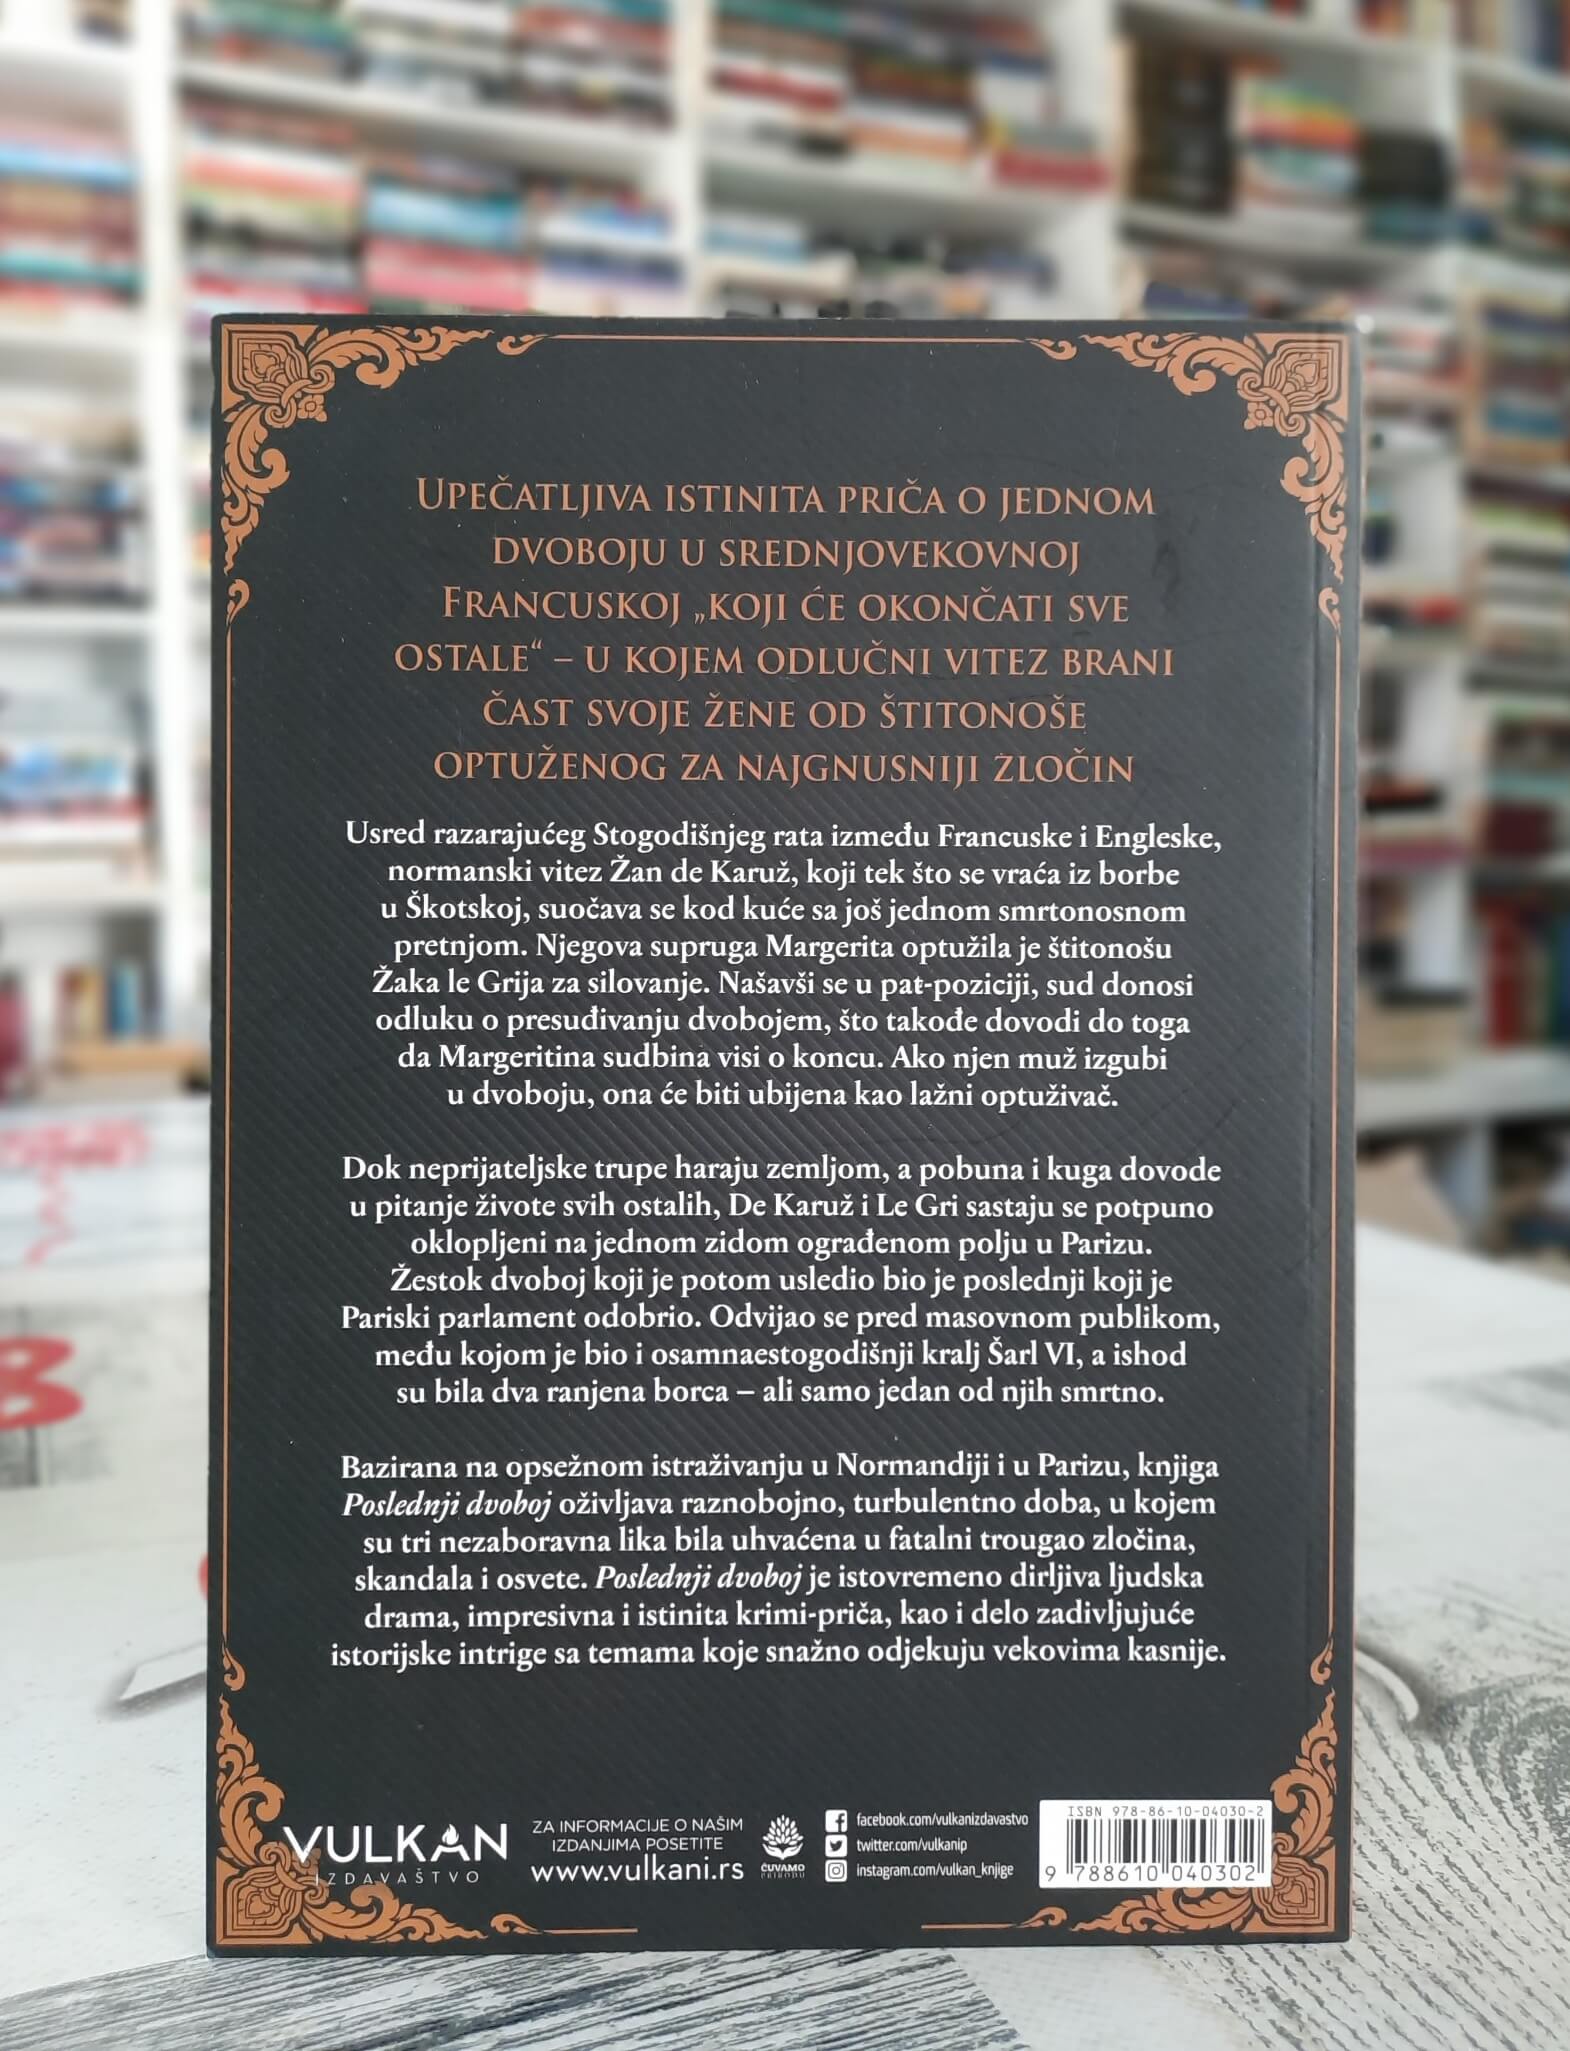 UPEČATLJIVA ISTINITA PRIČA O JEDNOM
DVOBOJU U SREDNJOVEKOVNOJ
FRANCUSKOJ „KOJI ĆE OKONČATI SVE
OSTALE“ – U KOJEM ODLUČNI VITEZ BRANI
ČAST SVOJE ŽENE OD ŠTITONOŠE
OPTUŽENOG ZA NAJGNUSNIJI ZLOČIN
Usred razarajućeg Stogodišnjeg rata između Francuske i Engleske,
normanski vitez Žan de Karuž, koji tek što se vraća iz borbe
u Škotskoj, suočava se kod kuće sa još jednom smrtonosnom
pretnjom. Njegova supruga Margerita optužila je štitonošu
Žaka le Grija za silovanje. Našavši se u pat-poziciji, sud donosi
odluku o presuđivanju dvobojem, što takođe dovodi do toga
da Margeritina sudbina visi o koncu. Ako njen muž izgubi
u dvoboju, ona će biti ubijena kao lažni optuživač.
Dok neprijateljske trupe haraju zemljom, a pobuna i kuga dovode
u pitanje živote svih ostalih, De Karuž i Le Gri sastaju se potpuno
oklopljeni na jednom zidom ograđenom polju u Parizu.
Žestok dvoboj koji je potom usledio bio je poslednji koji je
Pariski parlament odobrio. Odvijao se pred masovnom publikom,
među kojom je bio i osamnaestogodišnji kralj Šarl VI, a ishod
su bila dva ranjena borca – ali samo jedan od njih smrtno.
Bazirana na opsežnom istraživanju u Normandiji i u Parizu, knjiga
Poslednji dvoboj oživljava raznobojno, turbulentno doba, u kojem
su tri nezaboravna lika bila uhvaćena u fatalni trougao zločina,
skandala i osvete. Poslednji dvoboj je istovremeno dirljiva ljudska
drama, impresivna i istinita krimi-priča, kao i delo zadivljujuće
istorijske intrige sa temama koje snažno odjekuju vekovima kasnije.
VULKAN
IZDAVAŠTVO
ZA INFORMACIJE O NAŠIM
IZDANJIMA POSETITE
www.vulkani.rs
ČUVAMO
PRIRODU
facebook.com/vulkanizdavastvo
twitter.com/vulkanip
instagram.com/vulkan_knjige
ISBN 978-86-10-04030-2
9 788610 040302